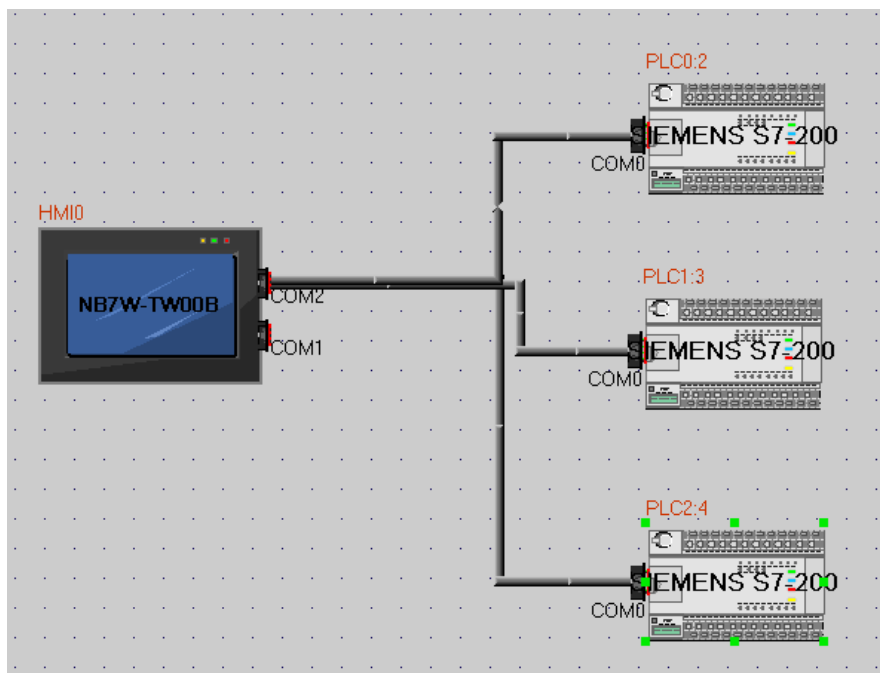 PLC0:2
SIEMENS S7-200
COM0
HMI0
NB7W-TW00B
COM2
COM1
PLC1:3
SIEMENS S7-200
COM0
PLC2:4
SIEMENS S7-200
COM0